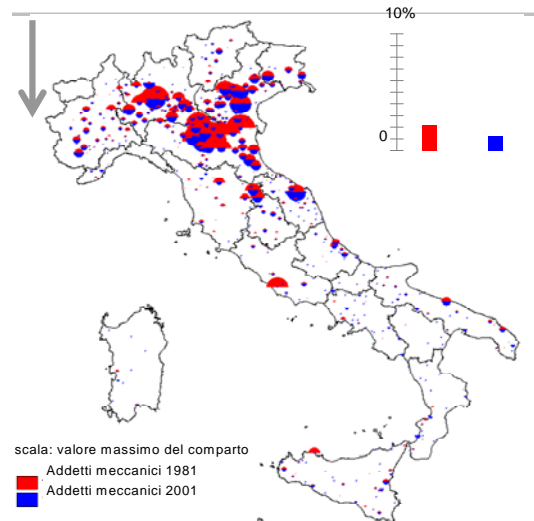 10%
0
scala: valore massimo del comparto
Addetti meccanici 1981
Addetti meccanici 2001